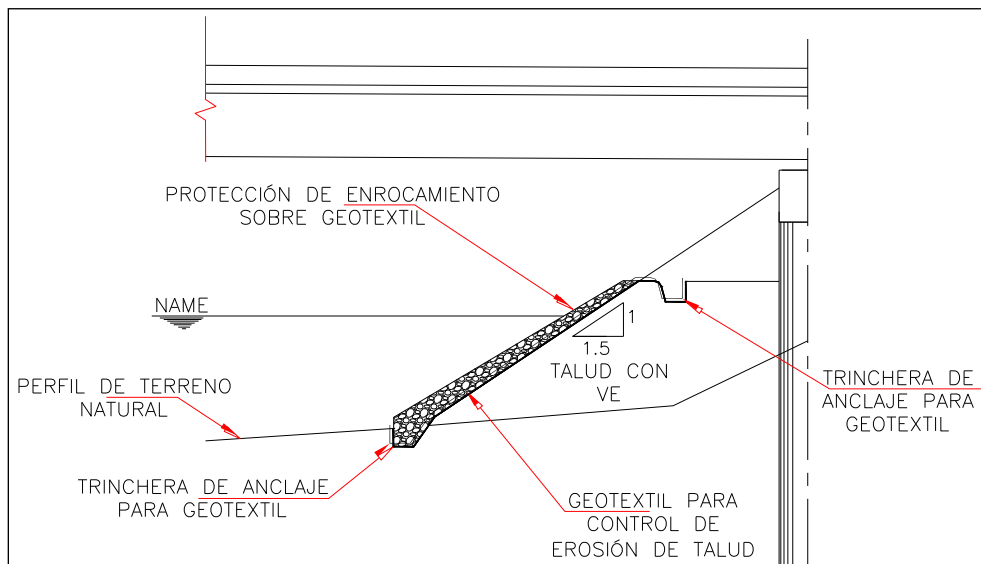 PROTECCIÓN DE ENROCAMIENTO
SOBRE GEOTEXTIL
NAME
1
1.5
TALUD CON
VE
PERFIL DE TERRENO
NATURAL
TRINCHERA DE
ANCLAJE PARA
GEOTEXTIL
TRINCHERA DE ANCLAJE
PARA GEOTEXTIL
GEOTEXTIL PARA
CONTROL DE
EROSIÓN DE TALUD